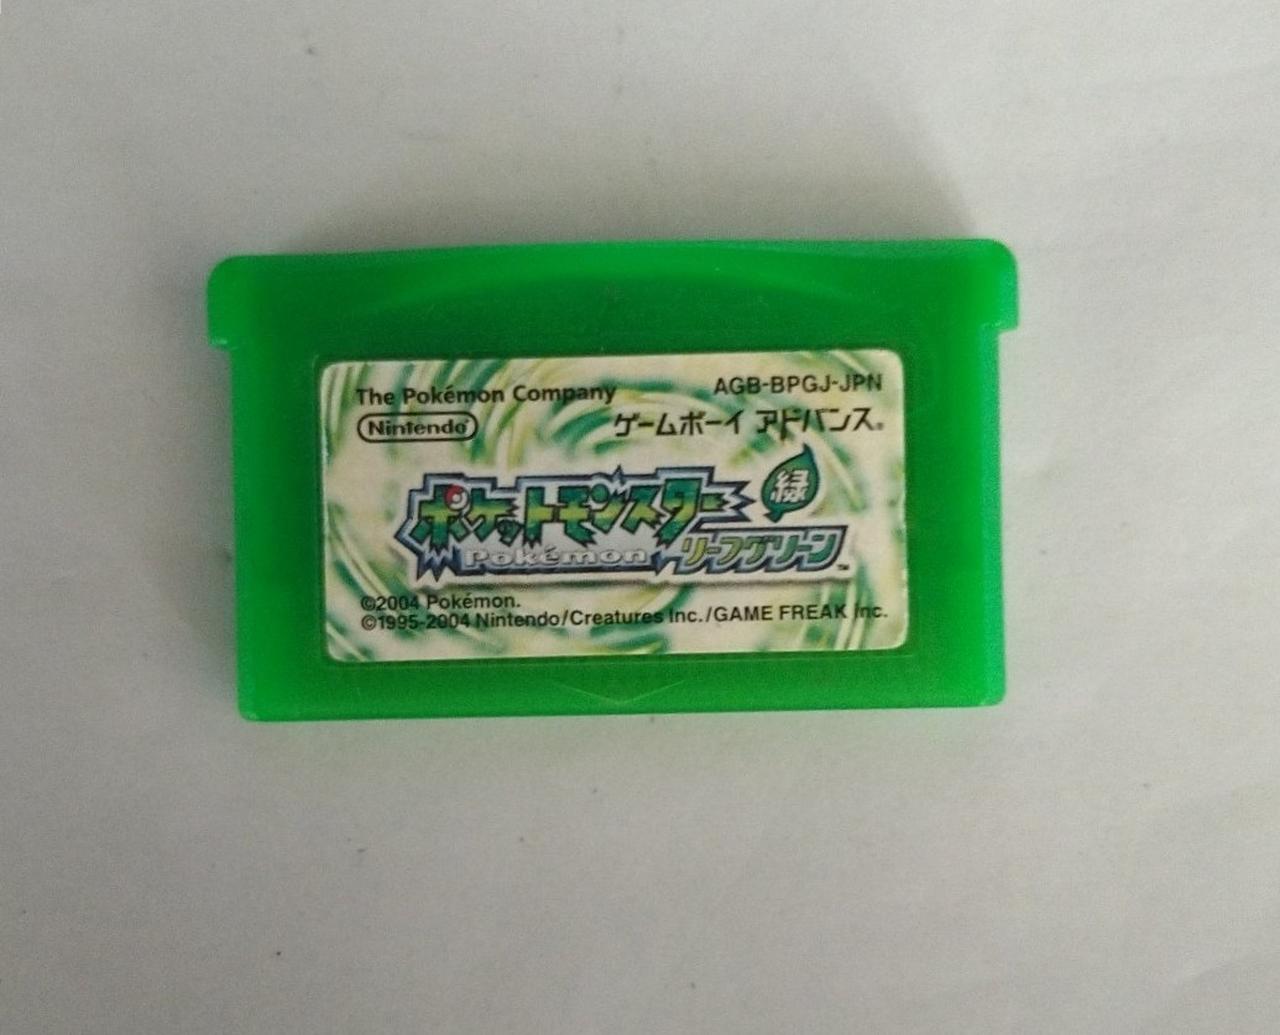 The Pokémon Company
AGB-BPGJ-JPN
Nintendo
ゲームボーイ アドバンス®
ポケットモンスター
緑
Pokémon
リーフグリーン™
©2004 Pokémon.
©1995-2004 Nintendo/Creatures Inc./GAME FREAK inc.